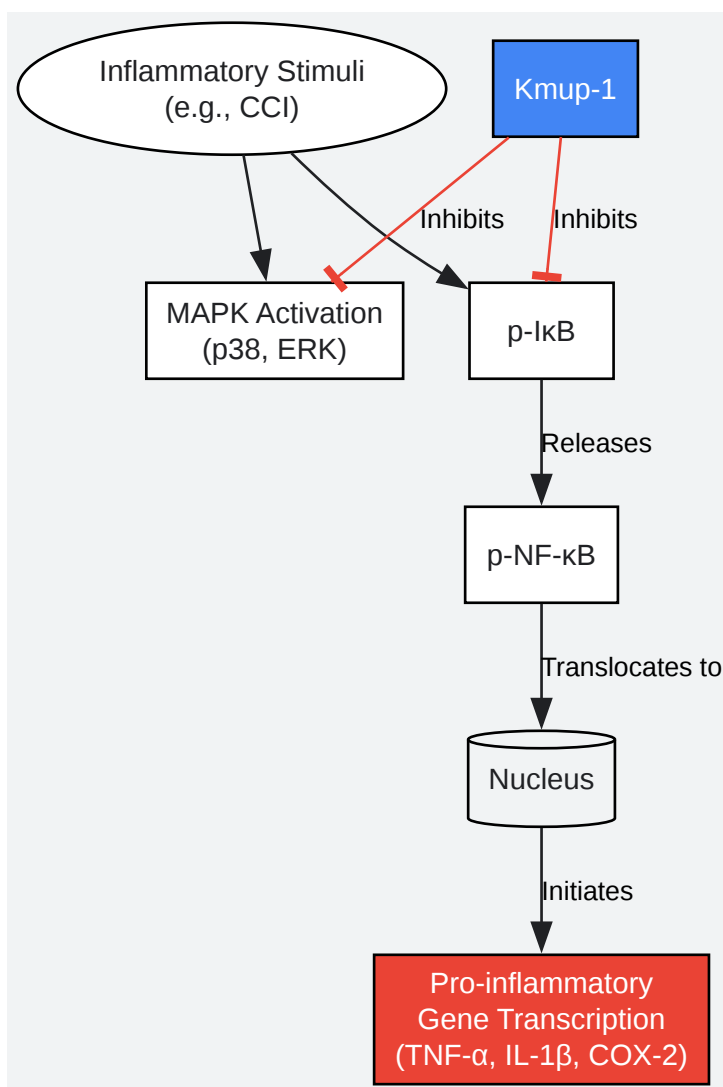 Inflammatory Stimuli
(e.g., CCI)
Kmup-1
Inhibits
Inhibits
MAPK Activation
(p38, ERK)
p-IκB
Releases
p-NF-κB
Translocates to
Nucleus
Initiates
Pro-inflammatory
Gene Transcription
(TNF-α, IL-1β, COX-2)